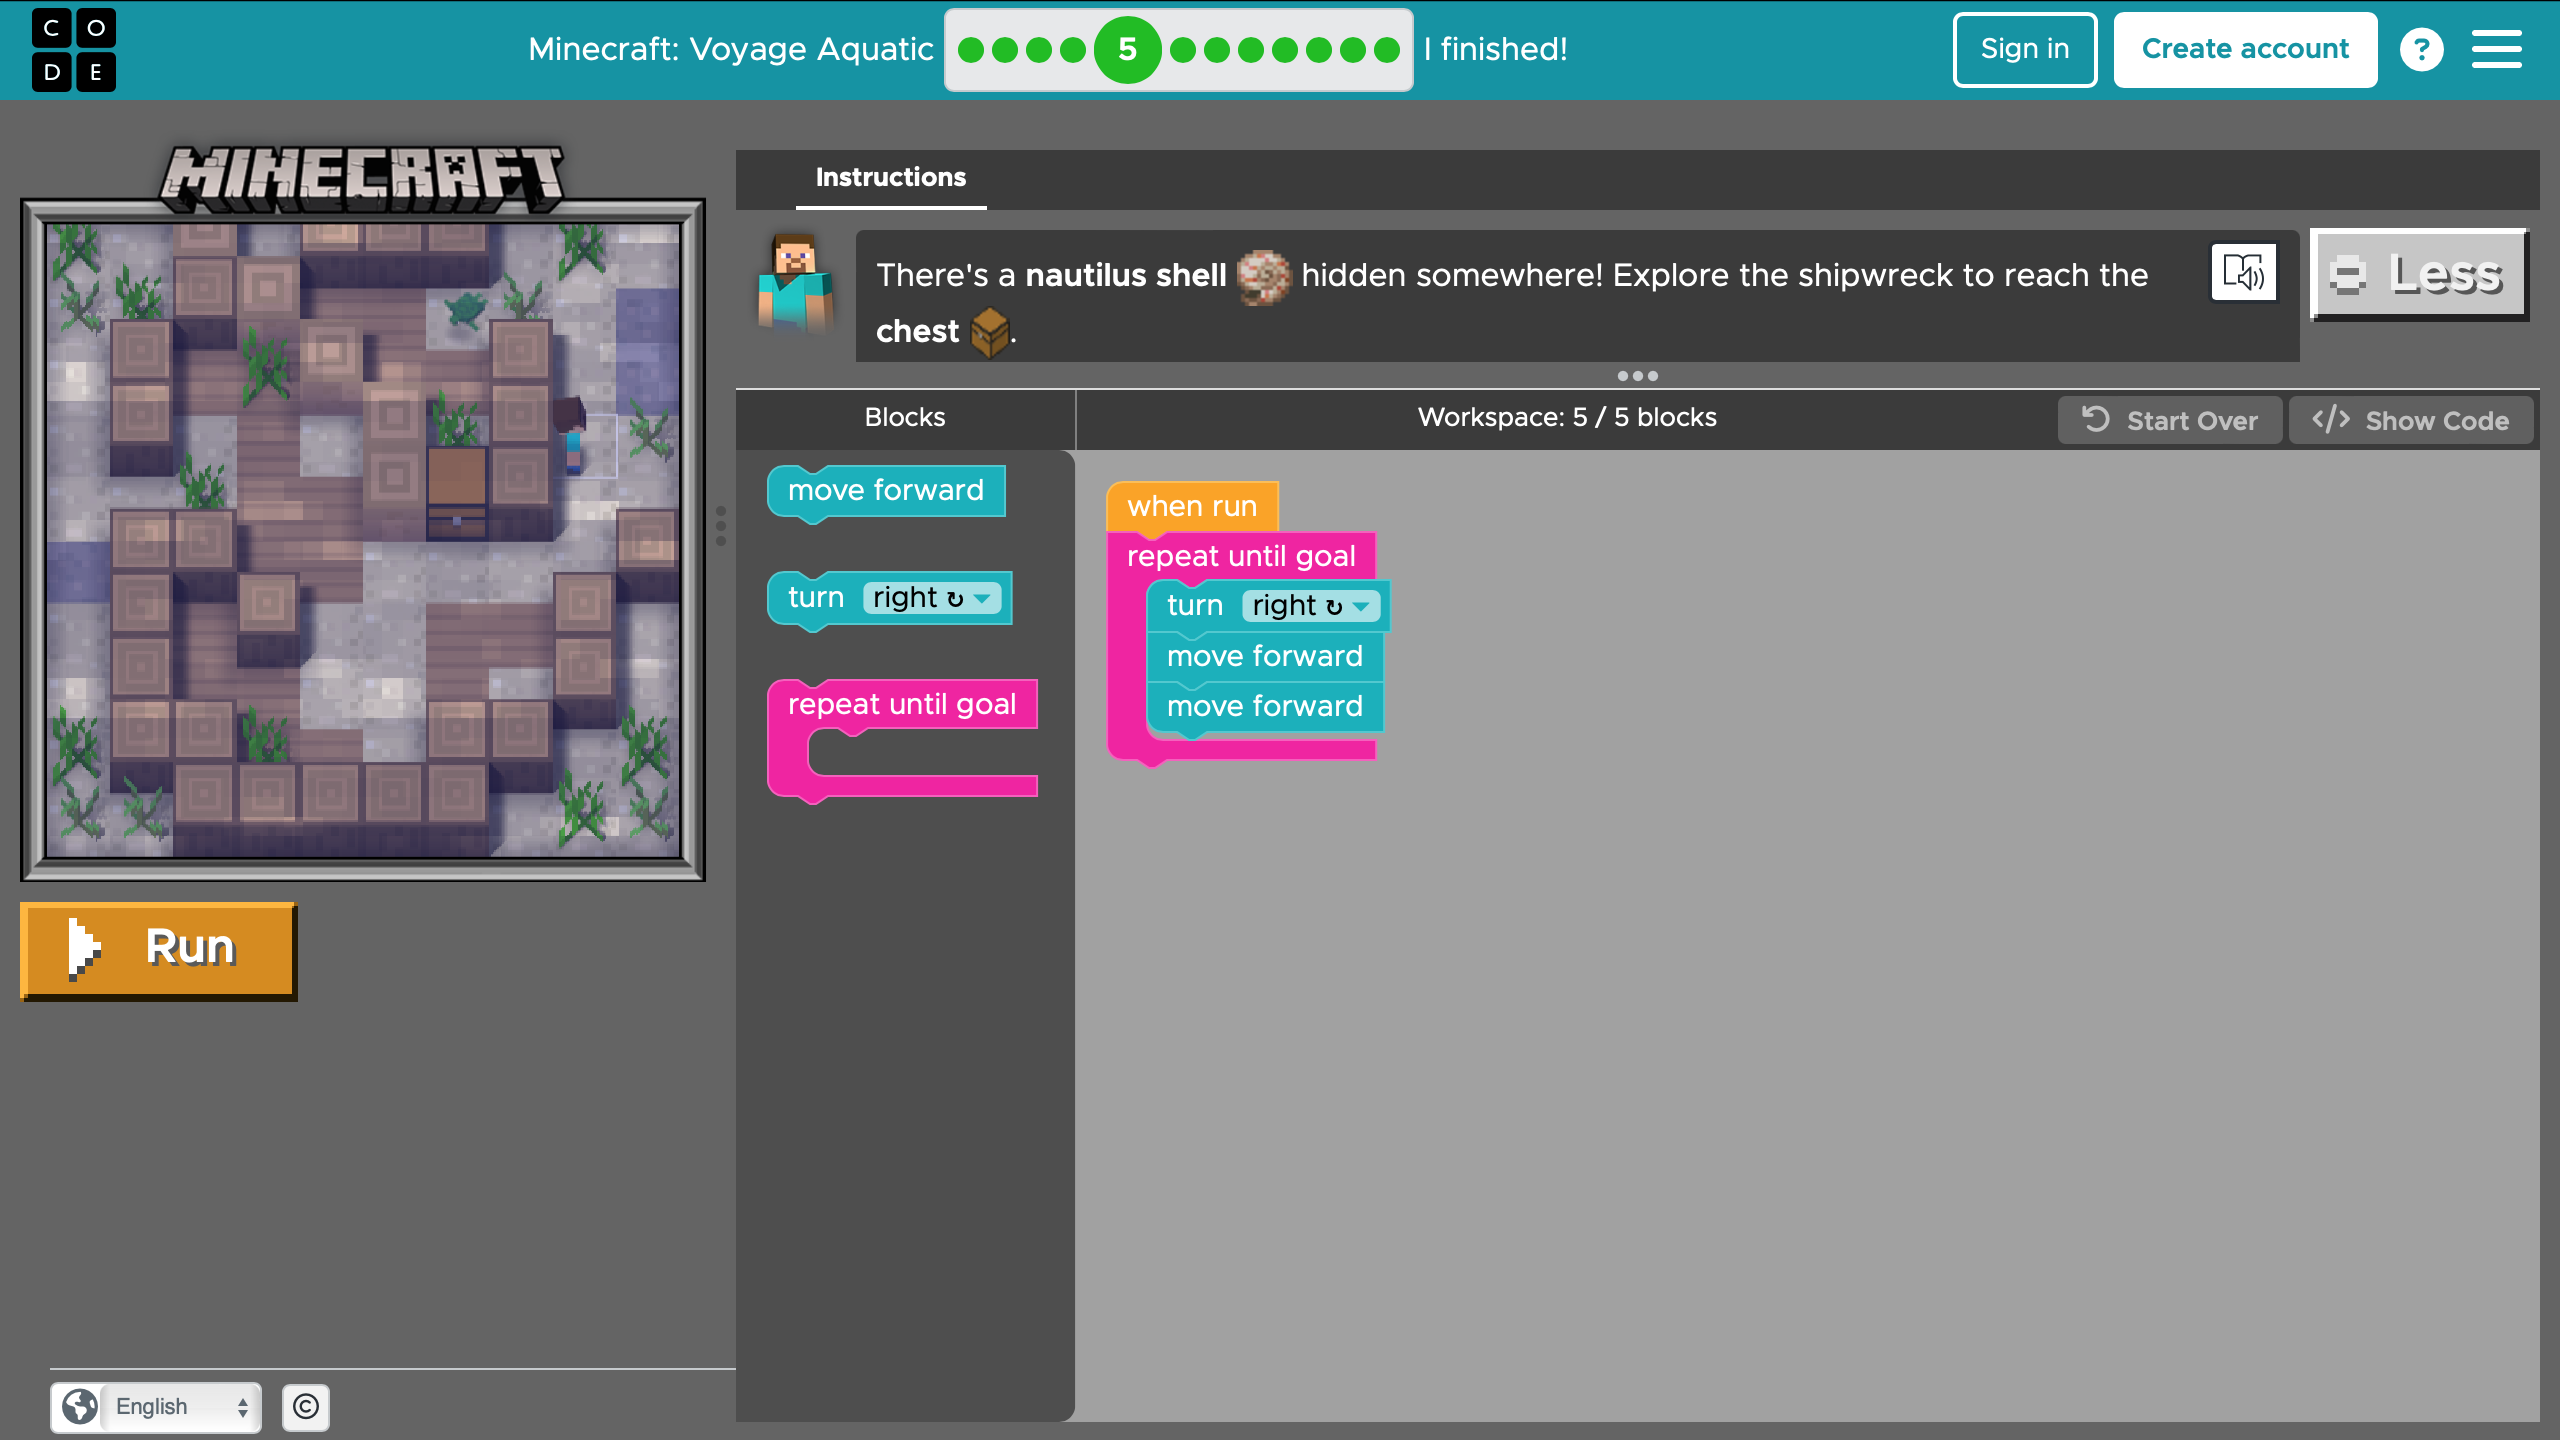 C O
D E
Minecraft: Voyage Aquatic
5
I finished!
Sign in
Create account
?
MINECRAFT
Instructions
There's a nautilus shell hidden somewhere! Explore the shipwreck to reach the
chest .
Less
Blocks
Workspace: 5 / 5 blocks
Start Over
</> Show Code
move forward
turn right ↻
repeat until goal
when run
repeat until goal
turn right ↻
move forward
move forward
Run
English
©